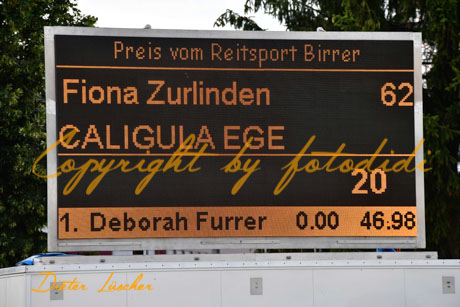 Preis vom Reitsport Birrer
Fiona Zurlinden 62
CALIGULA EGE
Copyright by fotodidi
20
1. Deborah Furrer 0.00 46.98
Dieter Lüscher